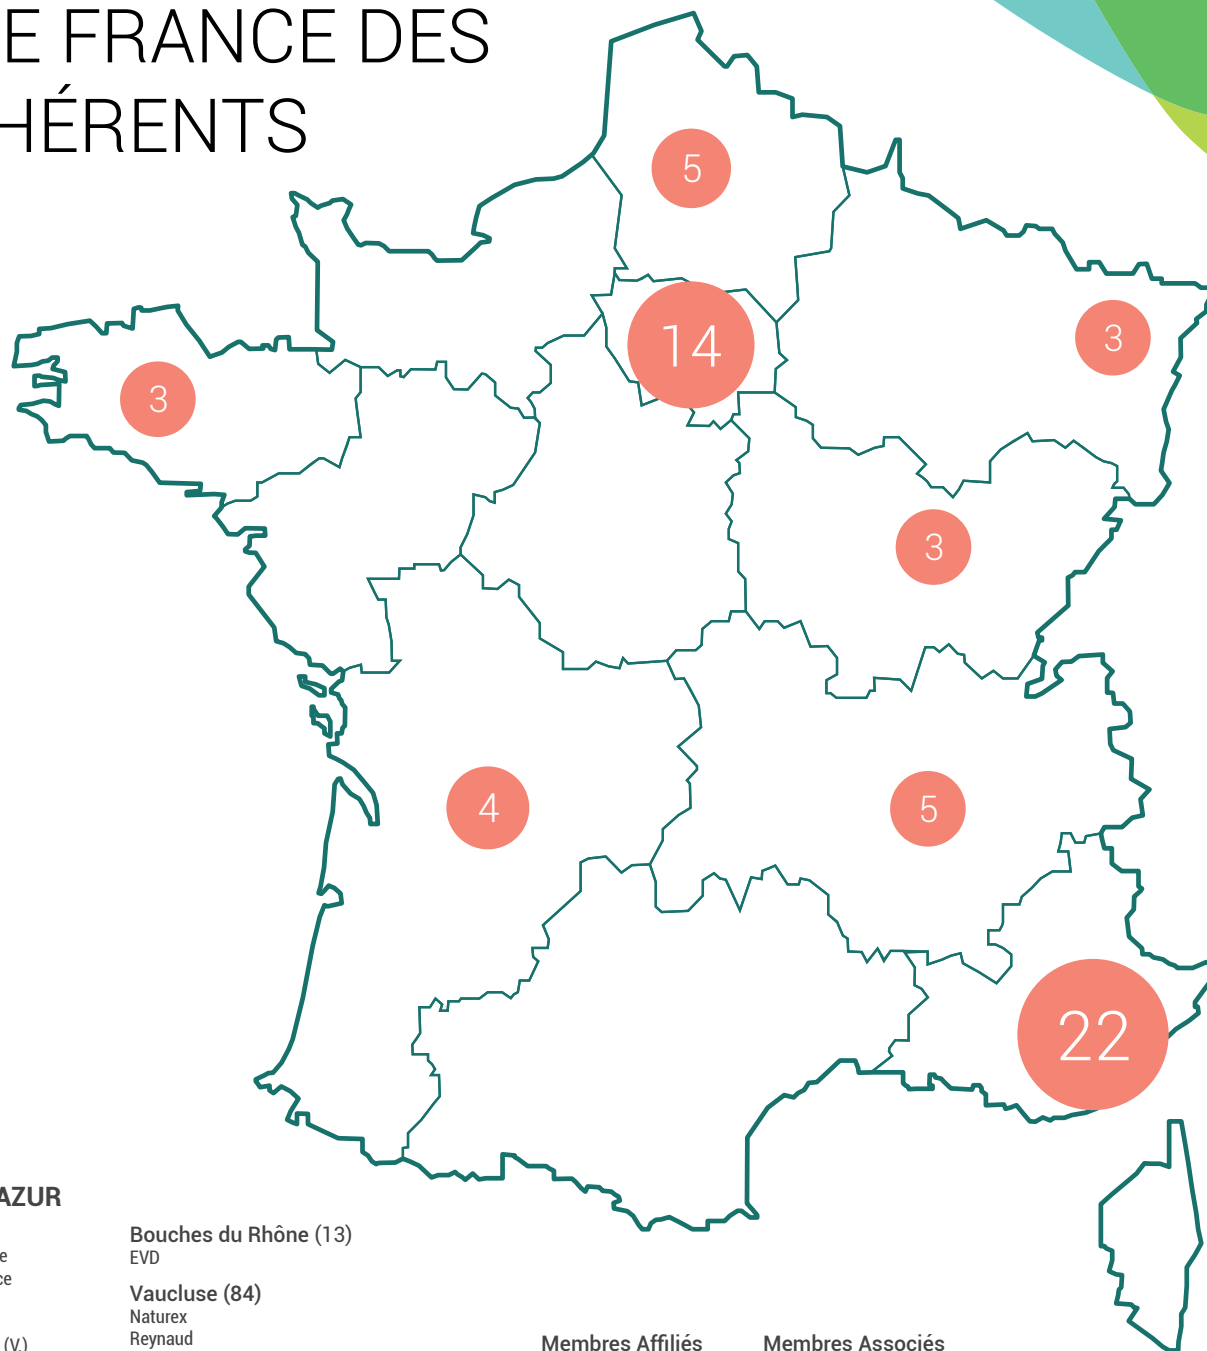 E FRANCE DES
HÉRENTS
5
14
3
3
3
4
5
22
AZUR
e
ce
(V.)
Bouches du Rhône (13)
EVD
Vaucluse (84)
Naturex
Reynaud
Membres Affiliés
Membres Associés